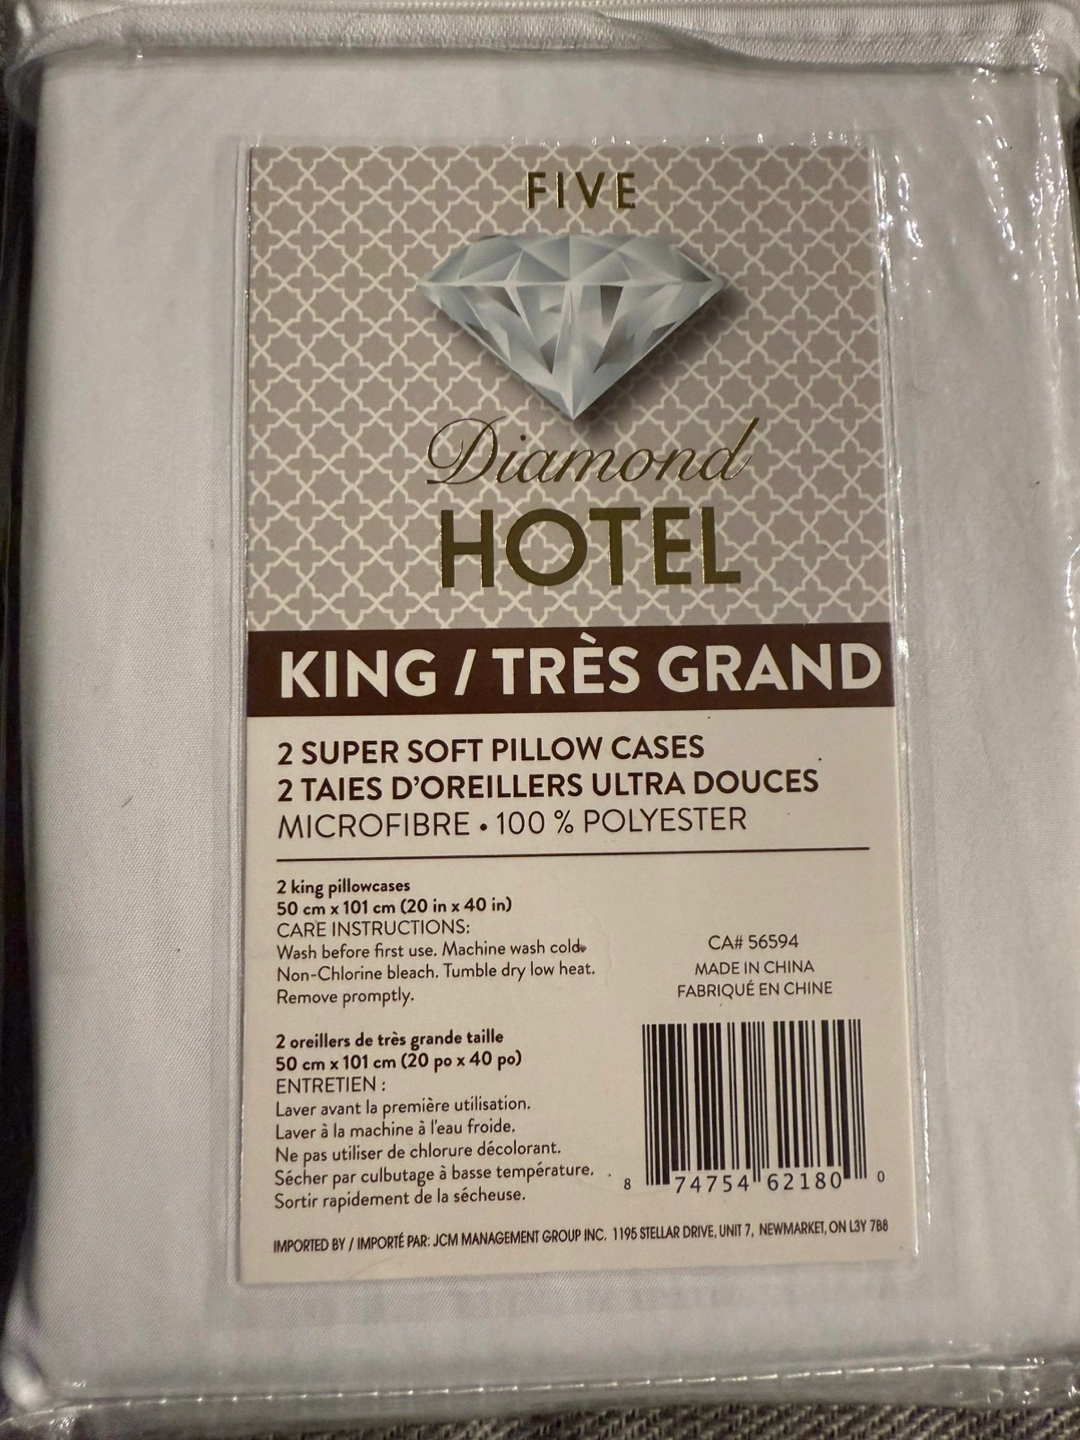 FIVE
Diamond
HOTEL
KING / TRÈS GRAND
2 SUPER SOFT PILLOW CASES
2 TAIES D'OREILLERS ULTRA DOUCES
MICROFIBRE • 100 % POLYESTER
2 king pillowcases
50 cm x 101 cm (20 in x 40 in)
CARE INSTRUCTIONS:
Wash before first use. Machine wash cold.
Non-Chlorine bleach. Tumble dry low heat.
Remove promptly.
CA# 56594
MADE IN CHINA
FABRIQUÉ EN CHINE
2 oreillers de très grande taille
50 cm x 101 cm (20 po x 40 po)
ENTRETIEN :
Laver avant la première utilisation.
Laver à la machine à l'eau froide.
Ne pas utiliser de chlorure décolorant.
Sécher par culbutage à basse température.
Sortir rapidement de la sécheuse.
8 74754 62180 0
IMPORTED BY / IMPORTÉ PAR: JCM MANAGEMENT GROUP INC. 1195 STELLAR DRIVE, UNIT 7, NEWMARKET, ON L3Y 7B8